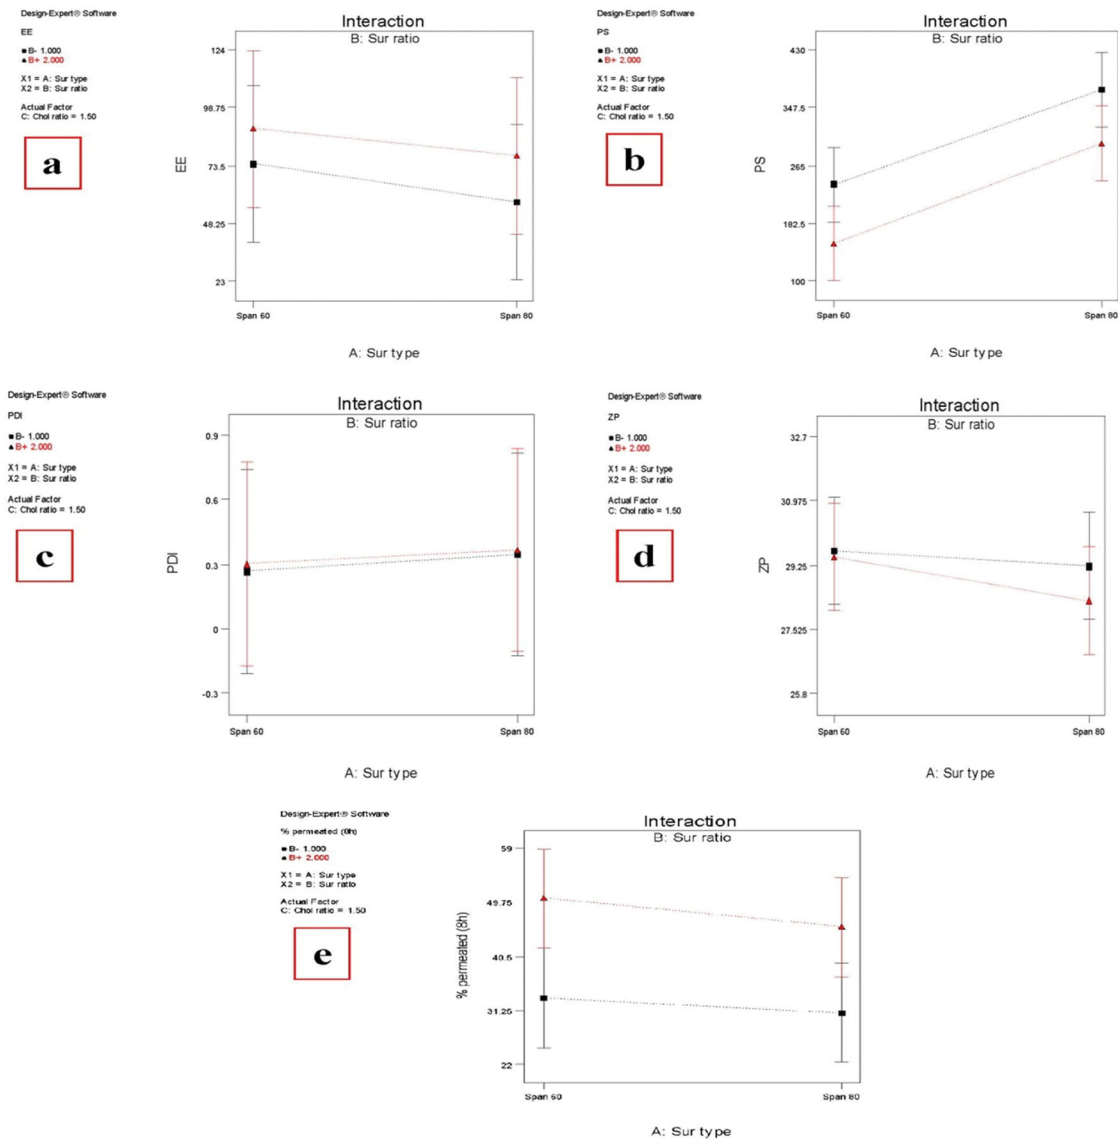 Design-Expert® Software
EE
B- 1.000
B+ 2.000
X1 = A: Sur type
X2 = B: Sur ratio
Actual Factor
C: Chol ratio = 1.50
a
Interaction
B: Sur ratio
124
98.75
73.5
48.25
23
EE
Span 60 Span 80
A: Sur type
Design-Expert® Software
PS
B- 1.000
B+ 2.000
X1 = A: Sur type
X2 = B: Sur ratio
Actual Factor
C: Chol ratio = 1.50
b
Interaction
B: Sur ratio
430
347.5
265
182.5
100
PS
Span 60 Span 80
A: Sur type
Design-Expert® Software
PDI
B- 1.000
B+ 2.000
X1 = A: Sur type
X2 = B: Sur ratio
Actual Factor
C: Chol ratio = 1.50
c
Interaction
B: Sur ratio
0.9
0.6
0.3
0
-0.3
PDI
Span 60 Span 80
A: Sur type
Design-Expert® Software
ZP
B- 1.000
B+ 2.000
X1 = A: Sur type
X2 = B: Sur ratio
Actual Factor
C: Chol ratio = 1.50
d
Interaction
B: Sur ratio
32.7
30.975
29.25
27.525
25.8
ZP
Span 60 Span 80
A: Sur type
Design-Expert® Software
% permeated (8h)
B- 1.000
B+ 2.000
X1 = A: Sur type
X2 = B: Sur ratio
Actual Factor
C: Chol ratio = 1.50
e
Interaction
B: Sur ratio
59
49.75
40.5
31.25
22
% permeated (8h)
Span 60 Span 80
A: Sur type